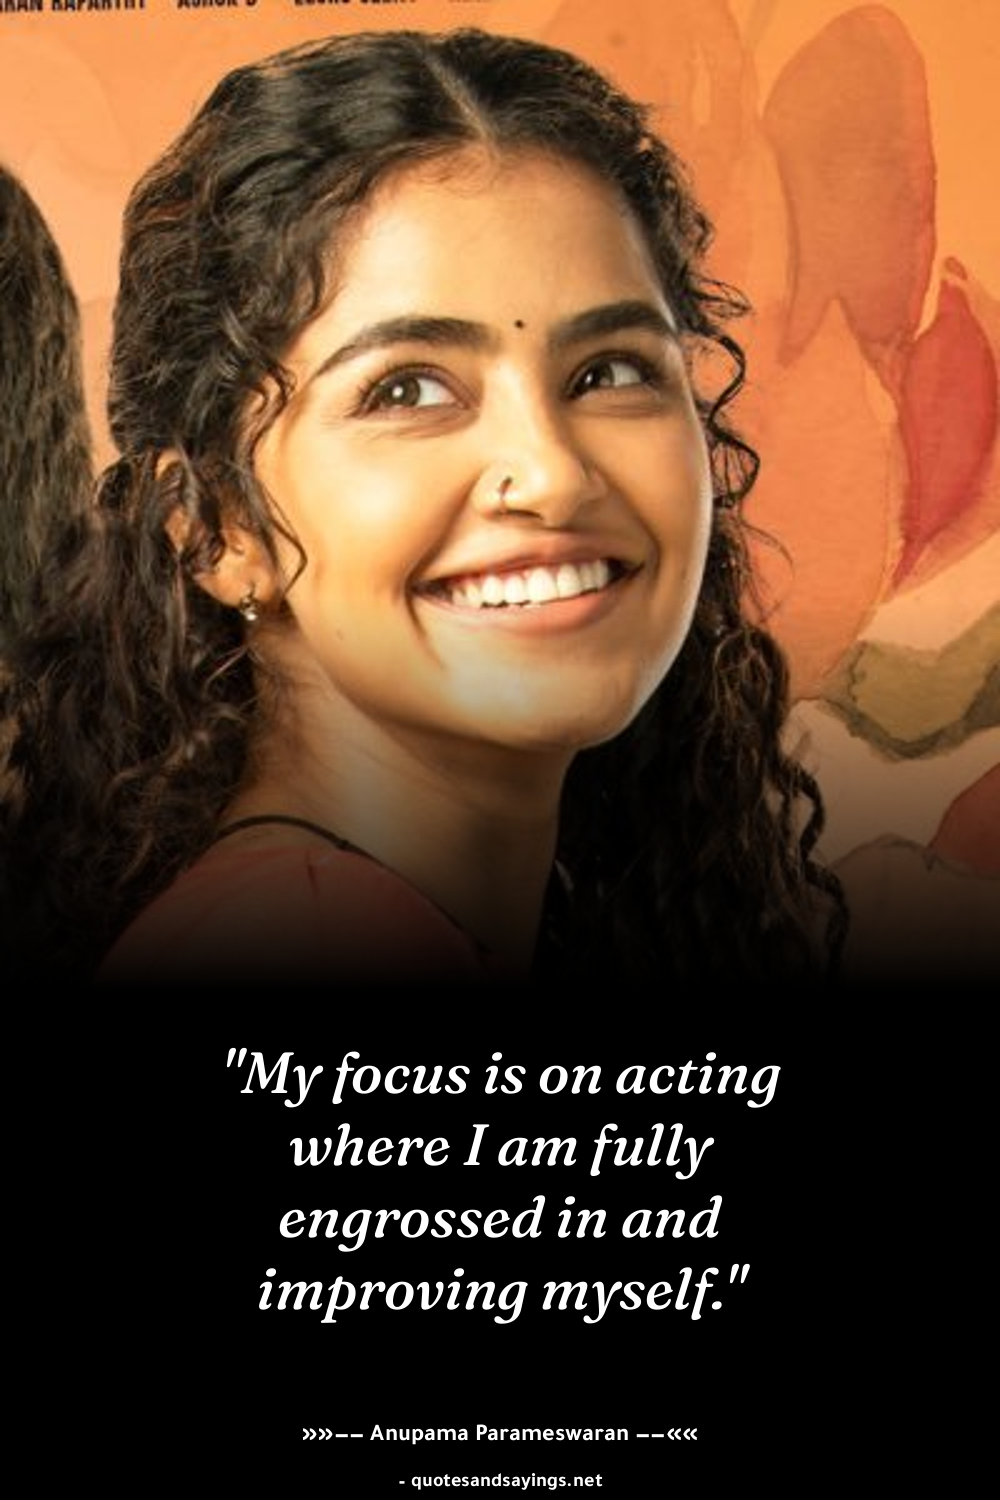 "My focus is on acting
where I am fully
engrossed in and
improving myself."
»»–– Anupama Parameswaran ––««
- quotesandsayings.net